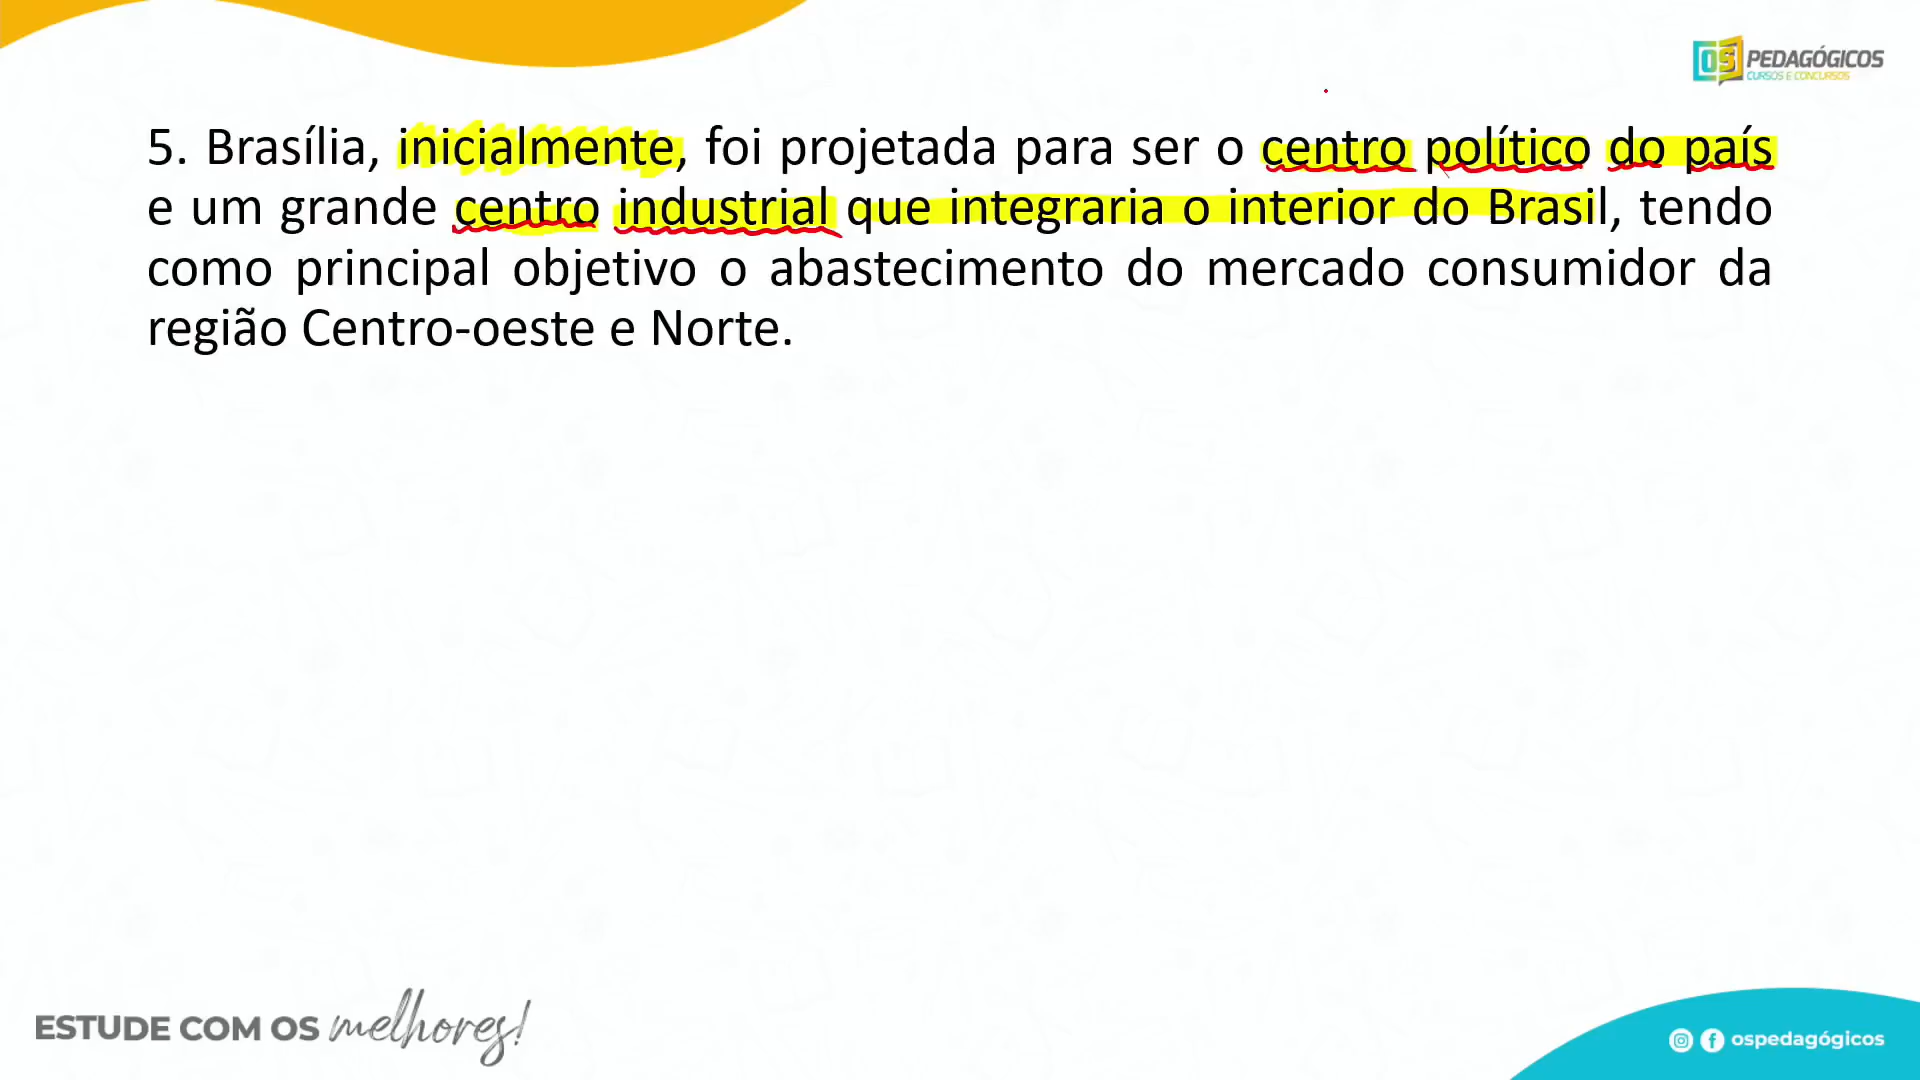 OS PEDAGÓGICOS
CURSOS E CONCURSOS
5. Brasília, inicialmente, foi projetada para ser o centro político do país
e um grande centro industrial que integraria o interior do Brasil, tendo
como principal objetivo o abastecimento do mercado consumidor da
região Centro-oeste e Norte.
ESTUDE COM OS melhores!
ospedagógicos